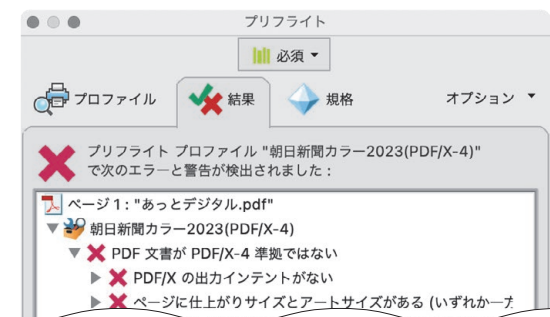 プリフライト
必須
プロファイル 結果 規格 オプション
プリフライト プロファイル "朝日新聞カラー2023(PDF/X-4)"
で次のエラーと警告が検出されました：
ページ 1："あっとデジタル.pdf"
朝日新聞カラー2023(PDF/X-4)
PDF 文書が PDF/X-4 準拠ではない
PDF/X の出力インテントがない
ページに仕上がりサイズとアートサイズがある (いずれか一方